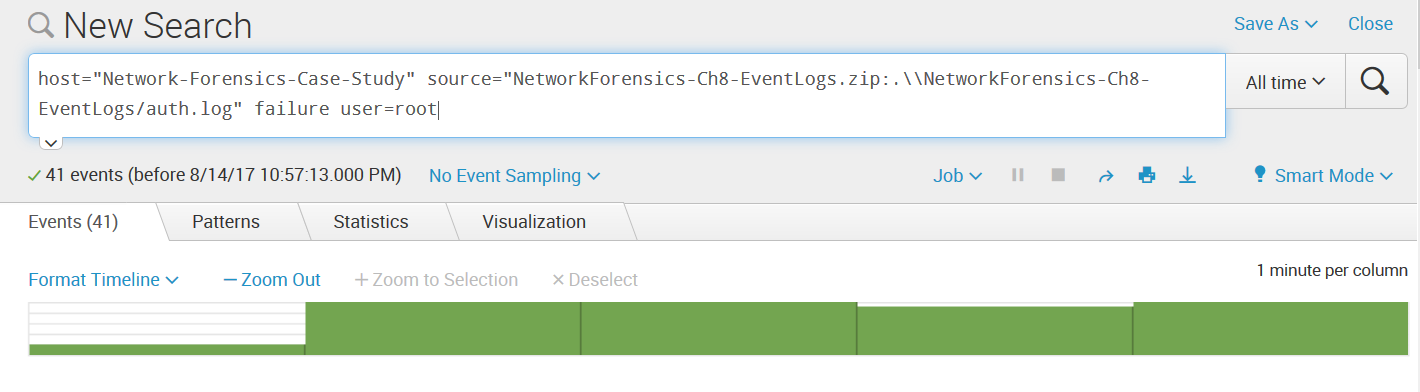 New Search
Save As
Close
host="Network-Forensics-Case-Study" source="NetworkForensics-Ch8-EventLogs.zip:.\\NetworkForensics-Ch8-
EventLogs/auth.log" failure user=root
All time
41 events (before 8/14/17 10:57:13.000 PM)
No Event Sampling
Job
Smart Mode
Events (41)
Patterns
Statistics
Visualization
Format Timeline
— Zoom Out
+ Zoom to Selection
× Deselect
1 minute per column